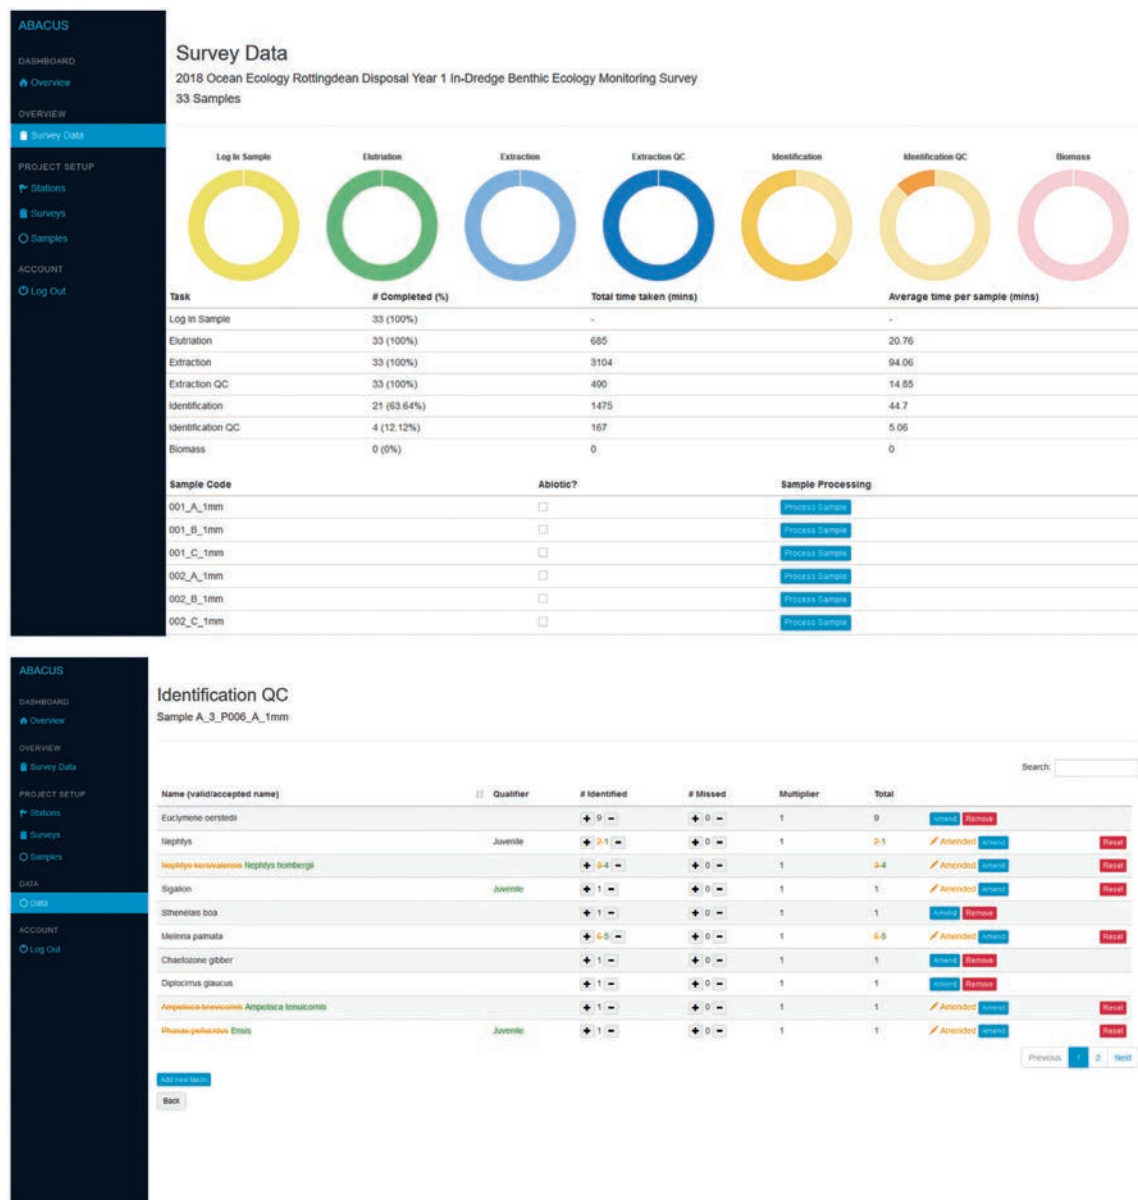 ABACUS
DASHBOARD
Overview
OVERVIEW
Survey Data
PROJECT SETUP
Stations
Surveys
Samples
ACCOUNT
Log Out
Survey Data
2018 Ocean Ecology Rottingdean Disposal Year 1 In-Dredge Benthic Ecology Monitoring Survey
33 Samples
Log In Sample Elutriation Extraction Extraction QC Identification Identification QC Biomass
Task # Completed (%) Total time taken (mins) Average time per sample (mins)
Log In Sample 33 (100%) - -
Elutriation 33 (100%) 685 20.76
Extraction 33 (100%) 3104 94.06
Extraction QC 33 (100%) 490 14.85
Identification 21 (63.64%) 1475 44.7
Identification QC 4 (12.12%) 167 5.06
Biomass 0 (0%) 0 0
Sample Code Abiotic? Sample Processing
001_A_1mm Process Sample
001_B_1mm Process Sample
001_C_1mm Process Sample
002_A_1mm Process Sample
002_B_1mm Process Sample
002_C_1mm Process Sample
ABACUS
DASHBOARD
Overview
OVERVIEW
Survey Data
PROJECT SETUP
Stations
Surveys
Samples
DATA
Data
ACCOUNT
Log Out
Identification QC
Sample A_3_P006_A_1mm
Search:
Name (valid/accepted name) Qualifier # Identified # Missed Multiplier Total
Euclymene oerstedii + 9 - + 0 - 1 9 Amend Remove
Nephtys Juvenile + 2 1 - + 0 - 1 2 1 Amended Amend Reset
Nephtys hombergii + 3 4 - + 0 - 1 3 4 Amended Amend Reset
Sigalion Juvenile + 1 - + 0 - 1 1 Amended Amend Reset
Sthenelais boa + 1 - + 0 - 1 1 Amend Remove
Melinna palmata + 6 5 - + 0 - 1 6 5 Amended Amend Reset
Chaetozone gibber + 1 - + 0 - 1 1 Amend Remove
Diplocirrus glaucus + 1 - + 0 - 1 1 Amend Remove
Ampelisca brevicornis Ampelisca tenuicornis + 1 - + 0 - 1 1 Amended Amend Reset
Pharus pellucidus Ensis Juvenile + 1 - + 0 - 1 1 Amended Amend Reset
Previous 1 2 Next
Add new taxon
Back